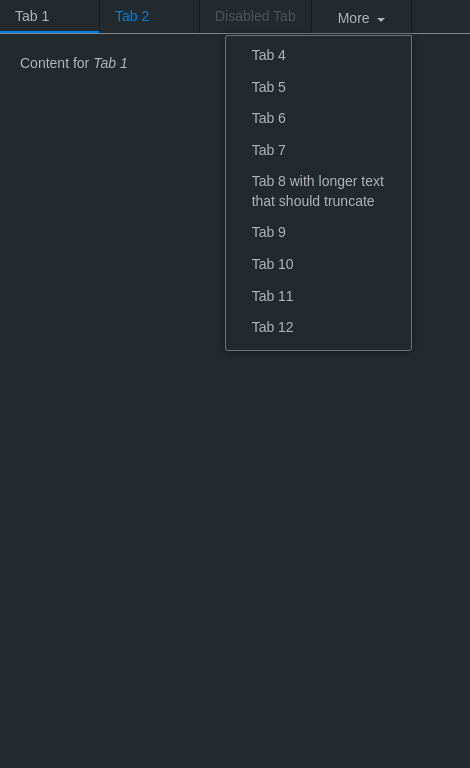 Tab 1
Tab 2
Disabled Tab
More
Content for Tab 1
Tab 4
Tab 5
Tab 6
Tab 7
Tab 8 with longer text
that should truncate
Tab 9
Tab 10
Tab 11
Tab 12